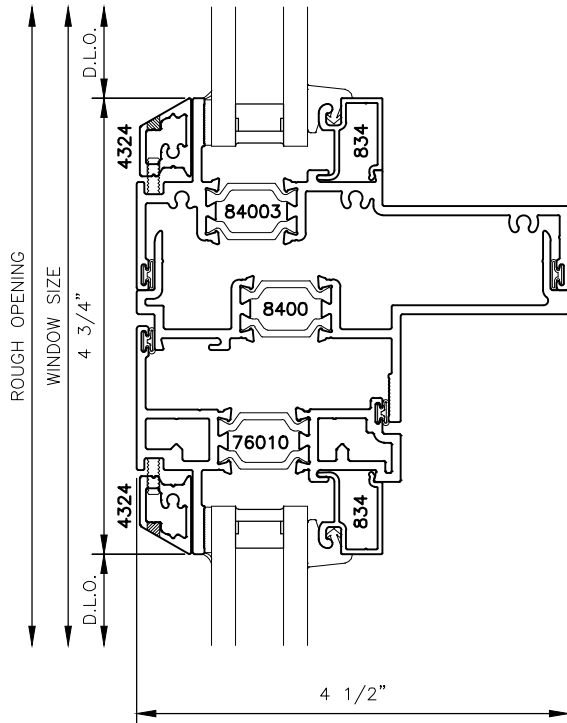 D.L.O.
4324
834
84003
ROUGH OPENING
WINDOW SIZE
4 3/4"
8400
76010
4324
834
D.L.O.
4 1/2"